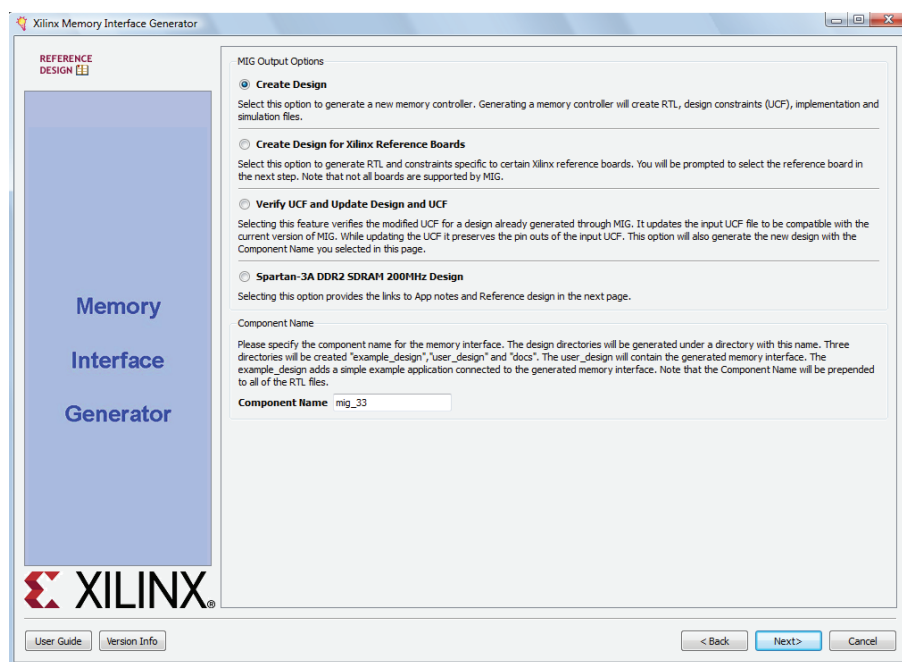 Xilinx Memory Interface Generator
REFERENCE
DESIGN
Memory
Interface
Generator
XILINX®
MIG Output Options
Create Design
Select this option to generate a new memory controller. Generating a memory controller will create RTL, design constraints (UCF), implementation and
simulation files.
Create Design for Xilinx Reference Boards
Select this option to generate RTL and constraints specific to certain Xilinx reference boards. You will be prompted to select the reference board in
the next step. Note that not all boards are supported by MIG.
Verify UCF and Update Design and UCF
Selecting this feature verifies the modified UCF for a design already generated through MIG. It updates the input UCF file to be compatible with the
current version of MIG. While updating the UCF it preserves the pin outs of the input UCF. This option will also generate the new design with the
Component Name you selected in this page.
Spartan-3A DDR2 SDRAM 200MHz Design
Selecting this option provides the links to App notes and Reference design in the next page.
Component Name
Please specify the component name for the memory interface. The design directories will be generated under a directory with this name. Three
directories will be created "example_design","user_design" and "docs". The user_design will contain the generated memory interface. The
example_design adds a simple example application connected to the generated memory interface. Note that the Component Name will be prepended
to all of the RTL files.
Component Name mig_33
User Guide Version Info < Back Next> Cancel